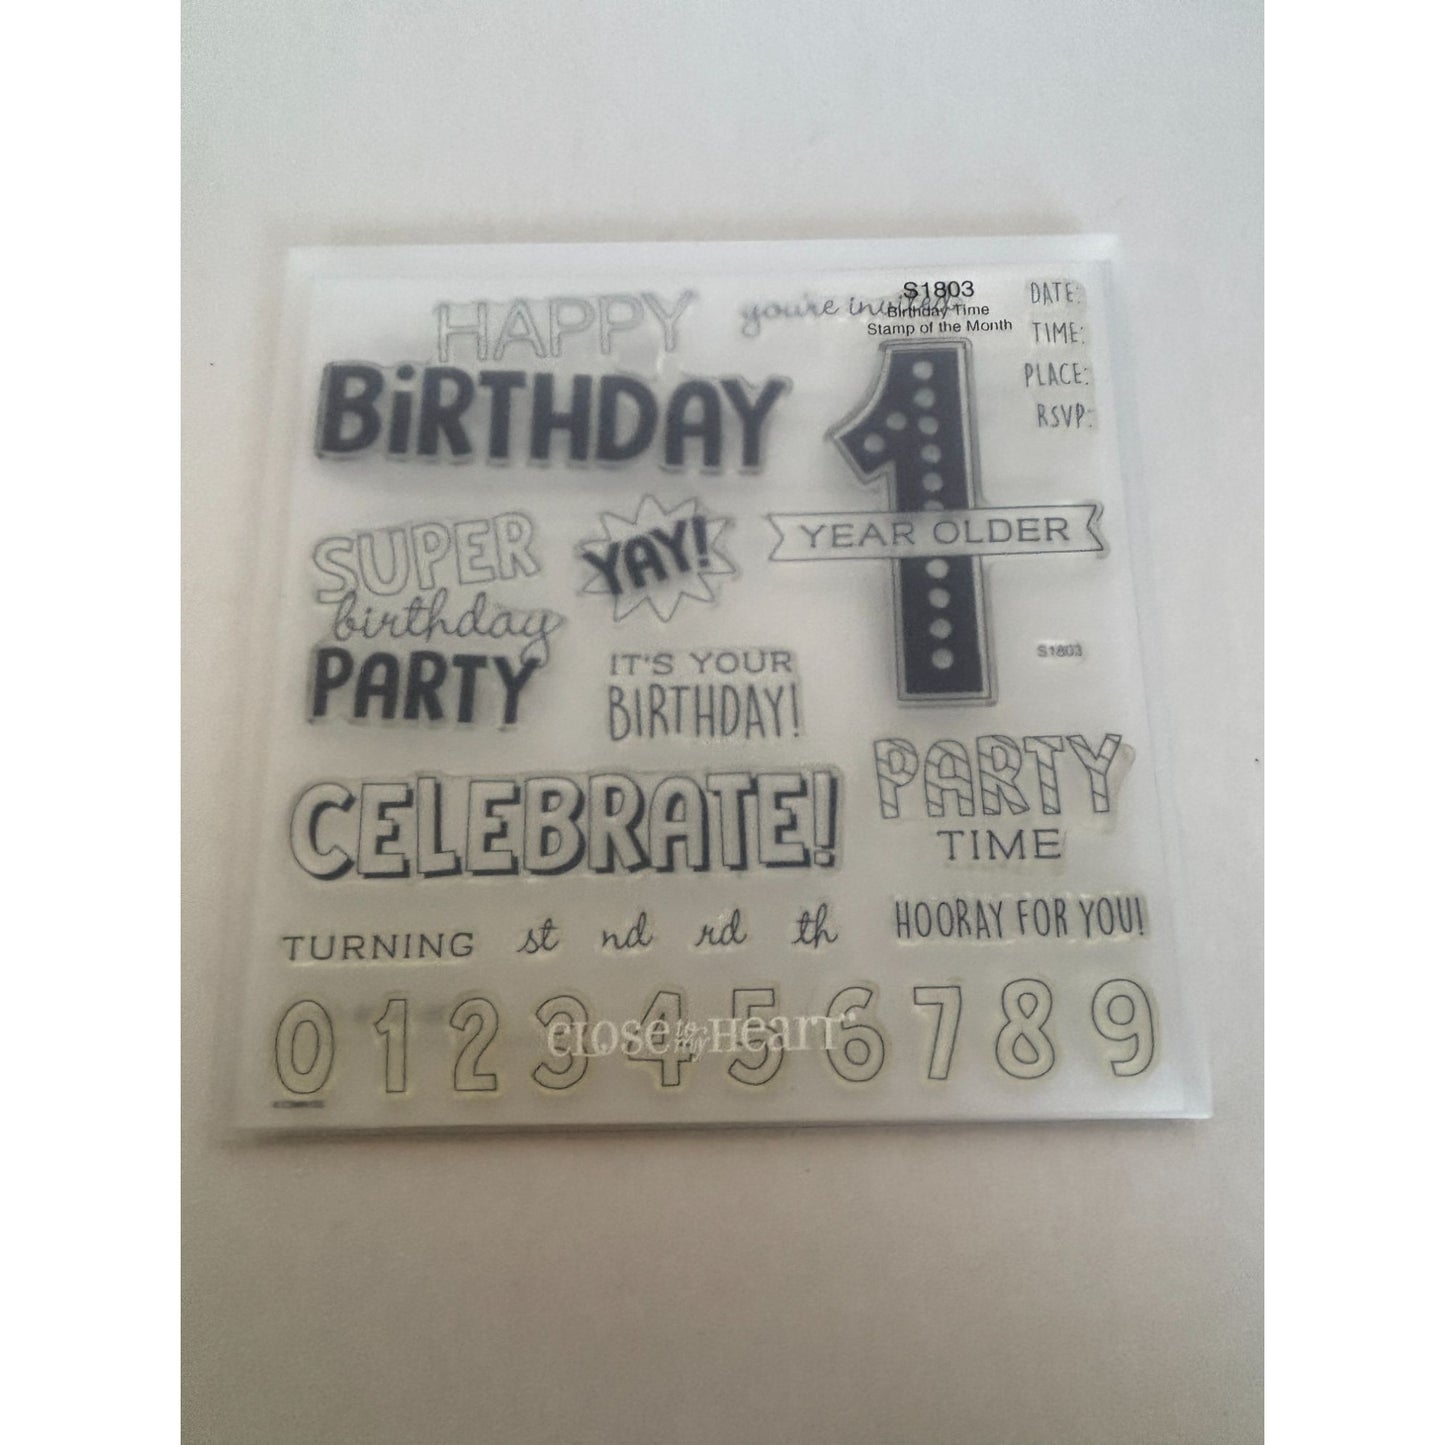 HAPPY
BiRTHDAY
you're invited
S1803
Birthday Time
Stamp of the Month
DATE:
TIME:
PLACE:
RSVP:
1
YEAR OLDER
SUPER
birthday
PARTY
YAY!
IT'S YOUR
BIRTHDAY!
S1803
CELEBRATE!
PARTY
TIME
TURNING st nd rd th
HOORAY FOR YOU!
0 1 2 3 4 5 6 7 8 9
CLOSE to my HEART